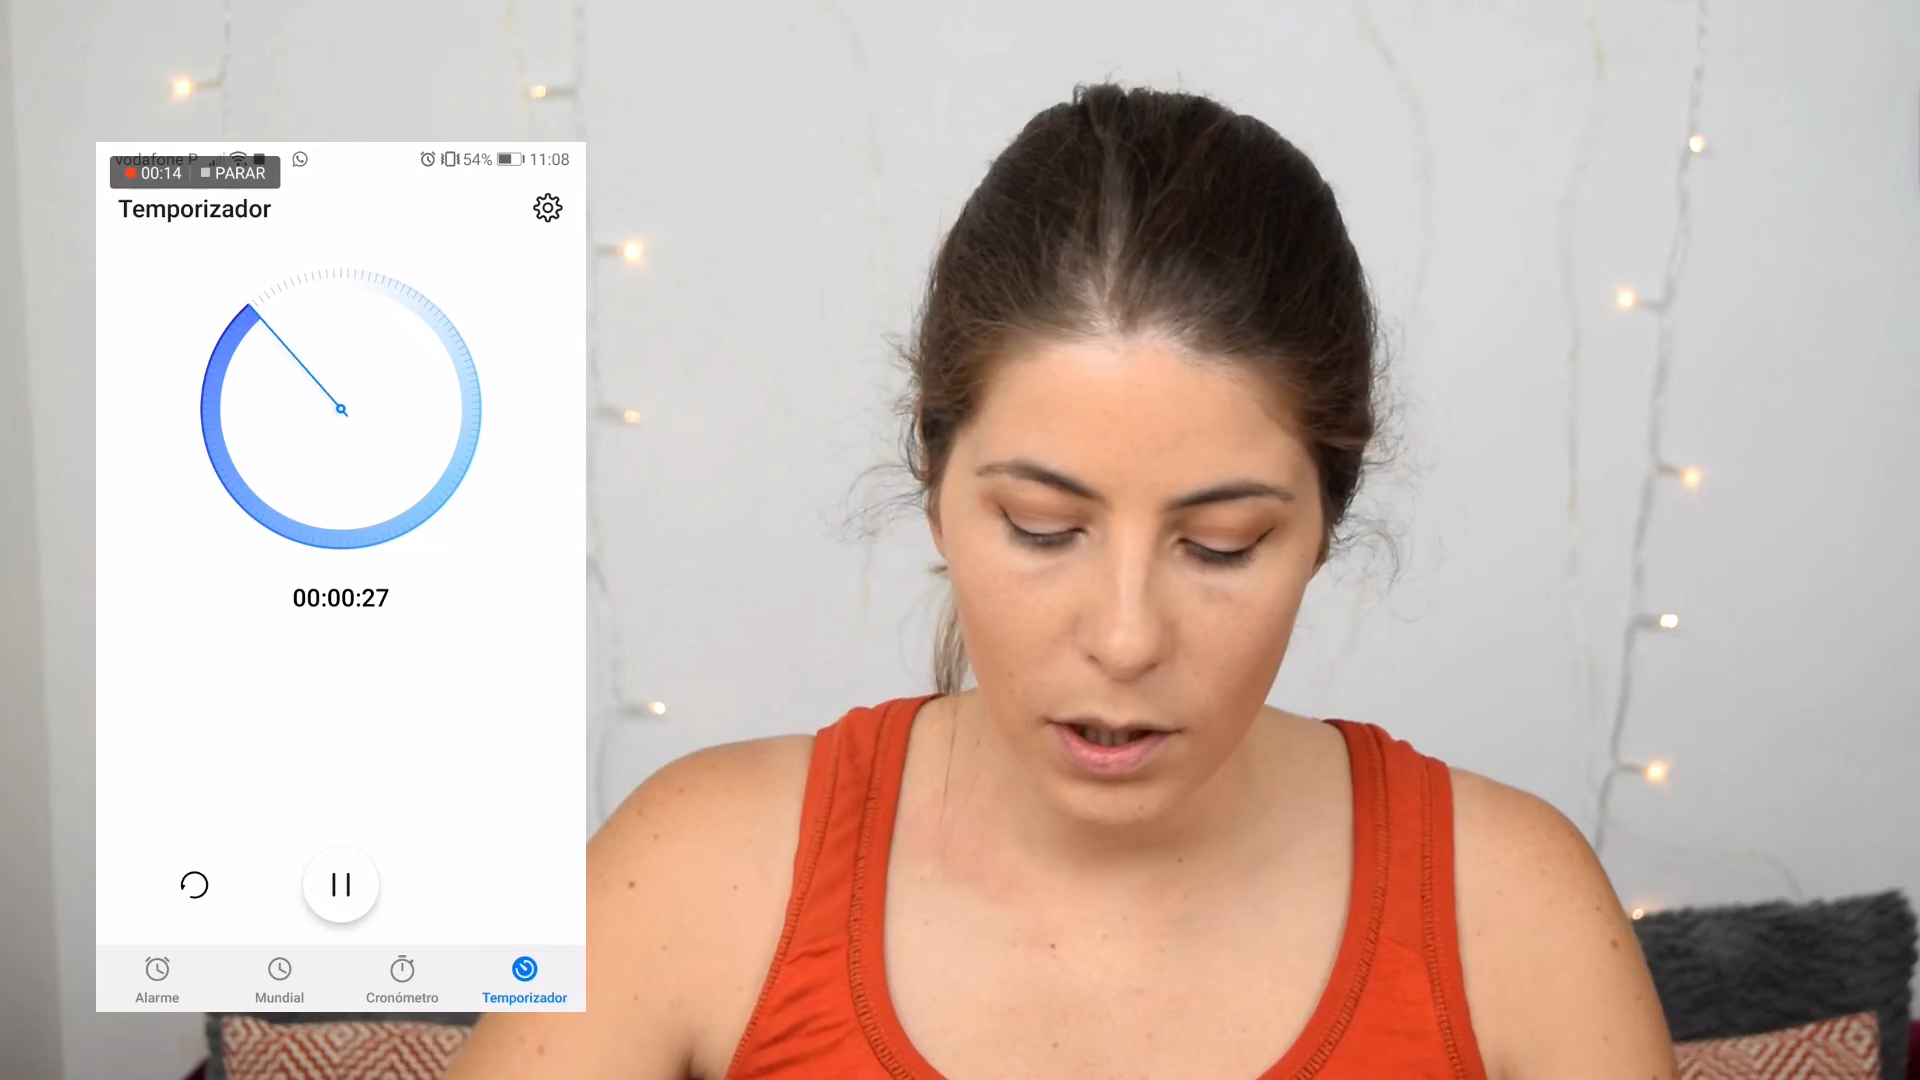 vodafone P 54% 11:08
00:14 PARAR
Temporizador
00:00:27
Alarme Mundial Cronómetro Temporizador